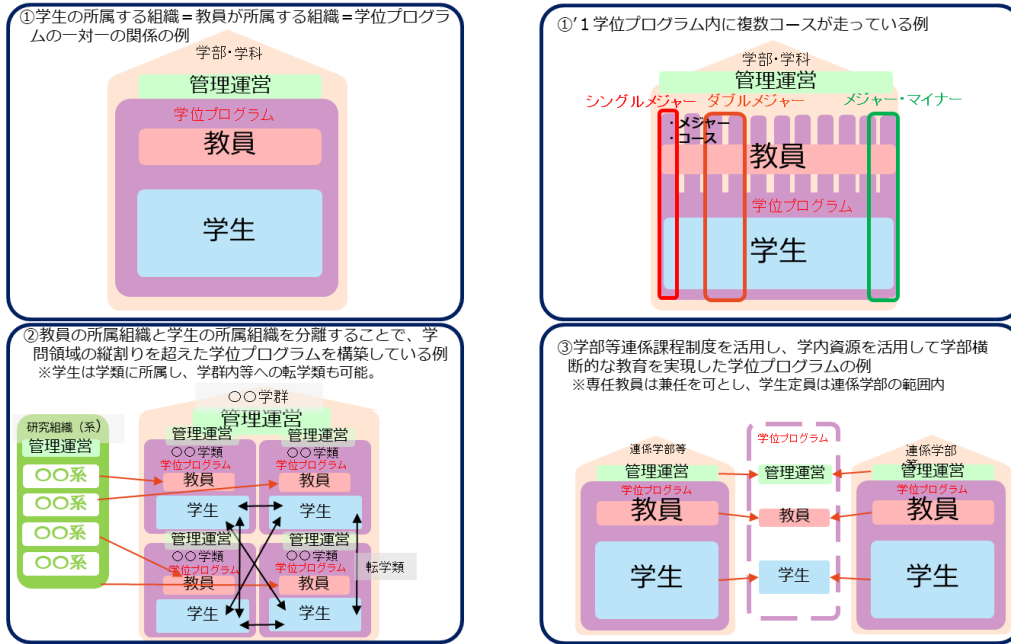 ①学生の所属する組織＝教員が所属する組織＝学位プログラ
ムの一対一の関係の例
学部・学科
管理運営
学位プログラム
教員
学生
①’１学位プログラム内に複数コースが走っている例
学部・学科
管理運営
シングルメジャー
ダブルメジャー
メジャー・マイナー
・メジャー
・コース
教員
学位プログラム
学生
②教員の所属組織と学生の所属組織を分離することで、学
問領域の縦割りを超えた学位プログラムを構築している例
※学生は学類に所属し、学群内等への転学類も可能。
〇〇学群
管理運営
研究組織（系）
管理運営
〇〇系
〇〇系
〇〇系
〇〇系
管理運営
〇〇学類
学位プログラム
教員
学生
管理運営
〇〇学類
学位プログラム
教員
学生
管理運営
〇〇学類
学位プログラム
教員
学生
管理運営
〇〇学類
学位プログラム
教員
学生
転学類
③学部等連係課程制度を活用し、学内資源を活用して学部横
断的な教育を実現した学位プログラムの例
※専任教員は兼任を可とし、学生定員は連係学部の範囲内
連係学部等
管理運営
学位プログラム
教員
学生
学位プログラム
管理運営
教員
学生
連係学部
等
管理運営
学位プログラム
教員
学生